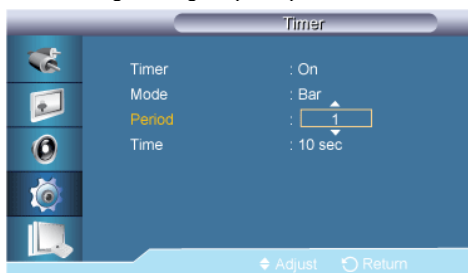 Timer
Timer : On
Mode : Bar
Period : 1
Time : 10 sec
Adjust Return